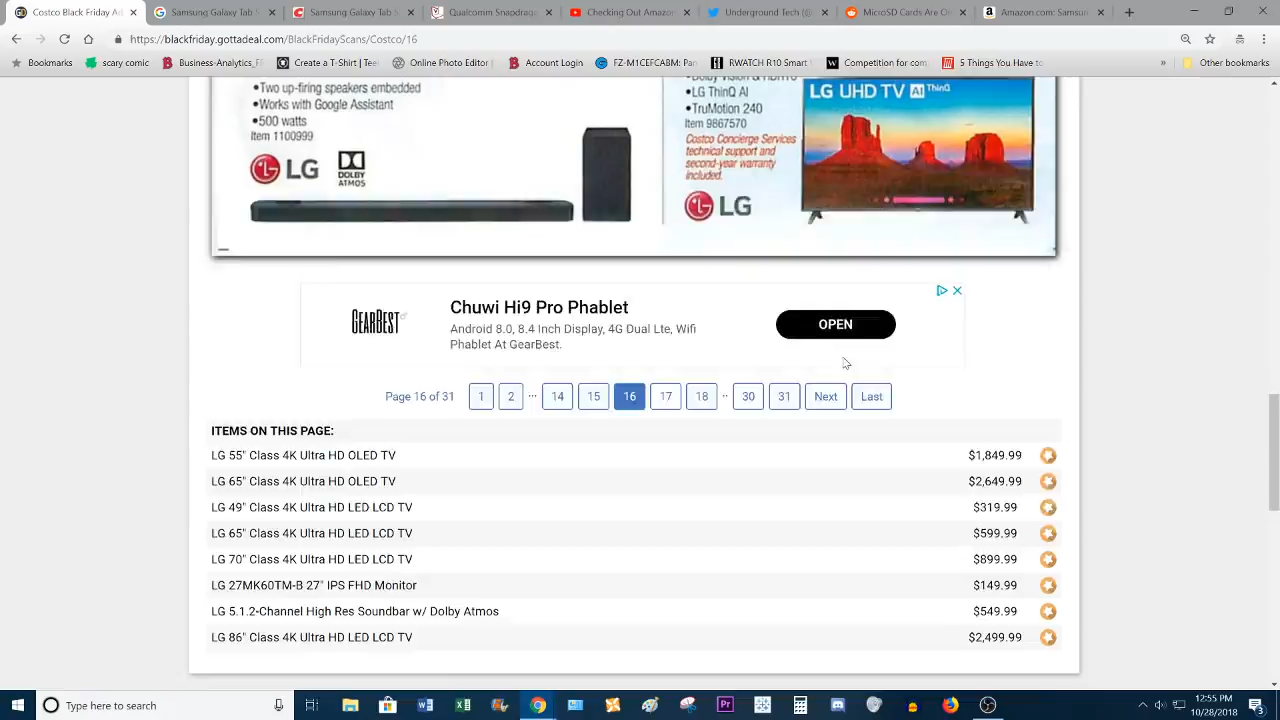 Costco Black Friday Ad
Samsung Galaxy Tab S
Samsung Galaxy Tab S
Qualcomm Snapdrage
Checking Out Amazon
Underground Tech (@
MicroSD Cards Are O
Amazon.com: Samsun
https://blackfriday.gottadeal.com/BlackFridayScans/Costco/16
Bookmarks
scary comic
Business-Analytics_F
Create a T-Shirt | Tee
Online Photo Editor
Account Login
FZ-M1CEFCABM: Pan
RWATCH R10 Smart
Competition for com
5 Things You Have to
»
Other bookmarks
•Two up-firing speakers embedded
•Works with Google Assistant
•500 watts
Item 1100999
LG
DOLBY
ATMOS
•Dolby Vision & HDR10
•LG ThinQ AI
•TruMotion 240
Item 9867570
Costco Concierge Services
technical support and
second-year warranty
included.
LG
LG UHD TV AI ThinQ
GEARBEST
Chuwi Hi9 Pro Phablet
Android 8.0, 8.4 Inch Display, 4G Dual Lte, Wifi
Phablet At GearBest.
OPEN
Page 16 of 31 1 2 ... 14 15 16 17 18 .. 30 31 Next Last
ITEMS ON THIS PAGE:
LG 55" Class 4K Ultra HD OLED TV $1,849.99
LG 65" Class 4K Ultra HD OLED TV $2,649.99
LG 49" Class 4K Ultra HD LED LCD TV $319.99
LG 65" Class 4K Ultra HD LED LCD TV $599.99
LG 70" Class 4K Ultra HD LED LCD TV $899.99
LG 27MK60TM-B 27" IPS FHD Monitor $149.99
LG 5.1.2-Channel High Res Soundbar w/ Dolby Atmos $549.99
LG 86" Class 4K Ultra HD LED LCD TV $2,499.99
Type here to search
12:55 PM
10/28/2018